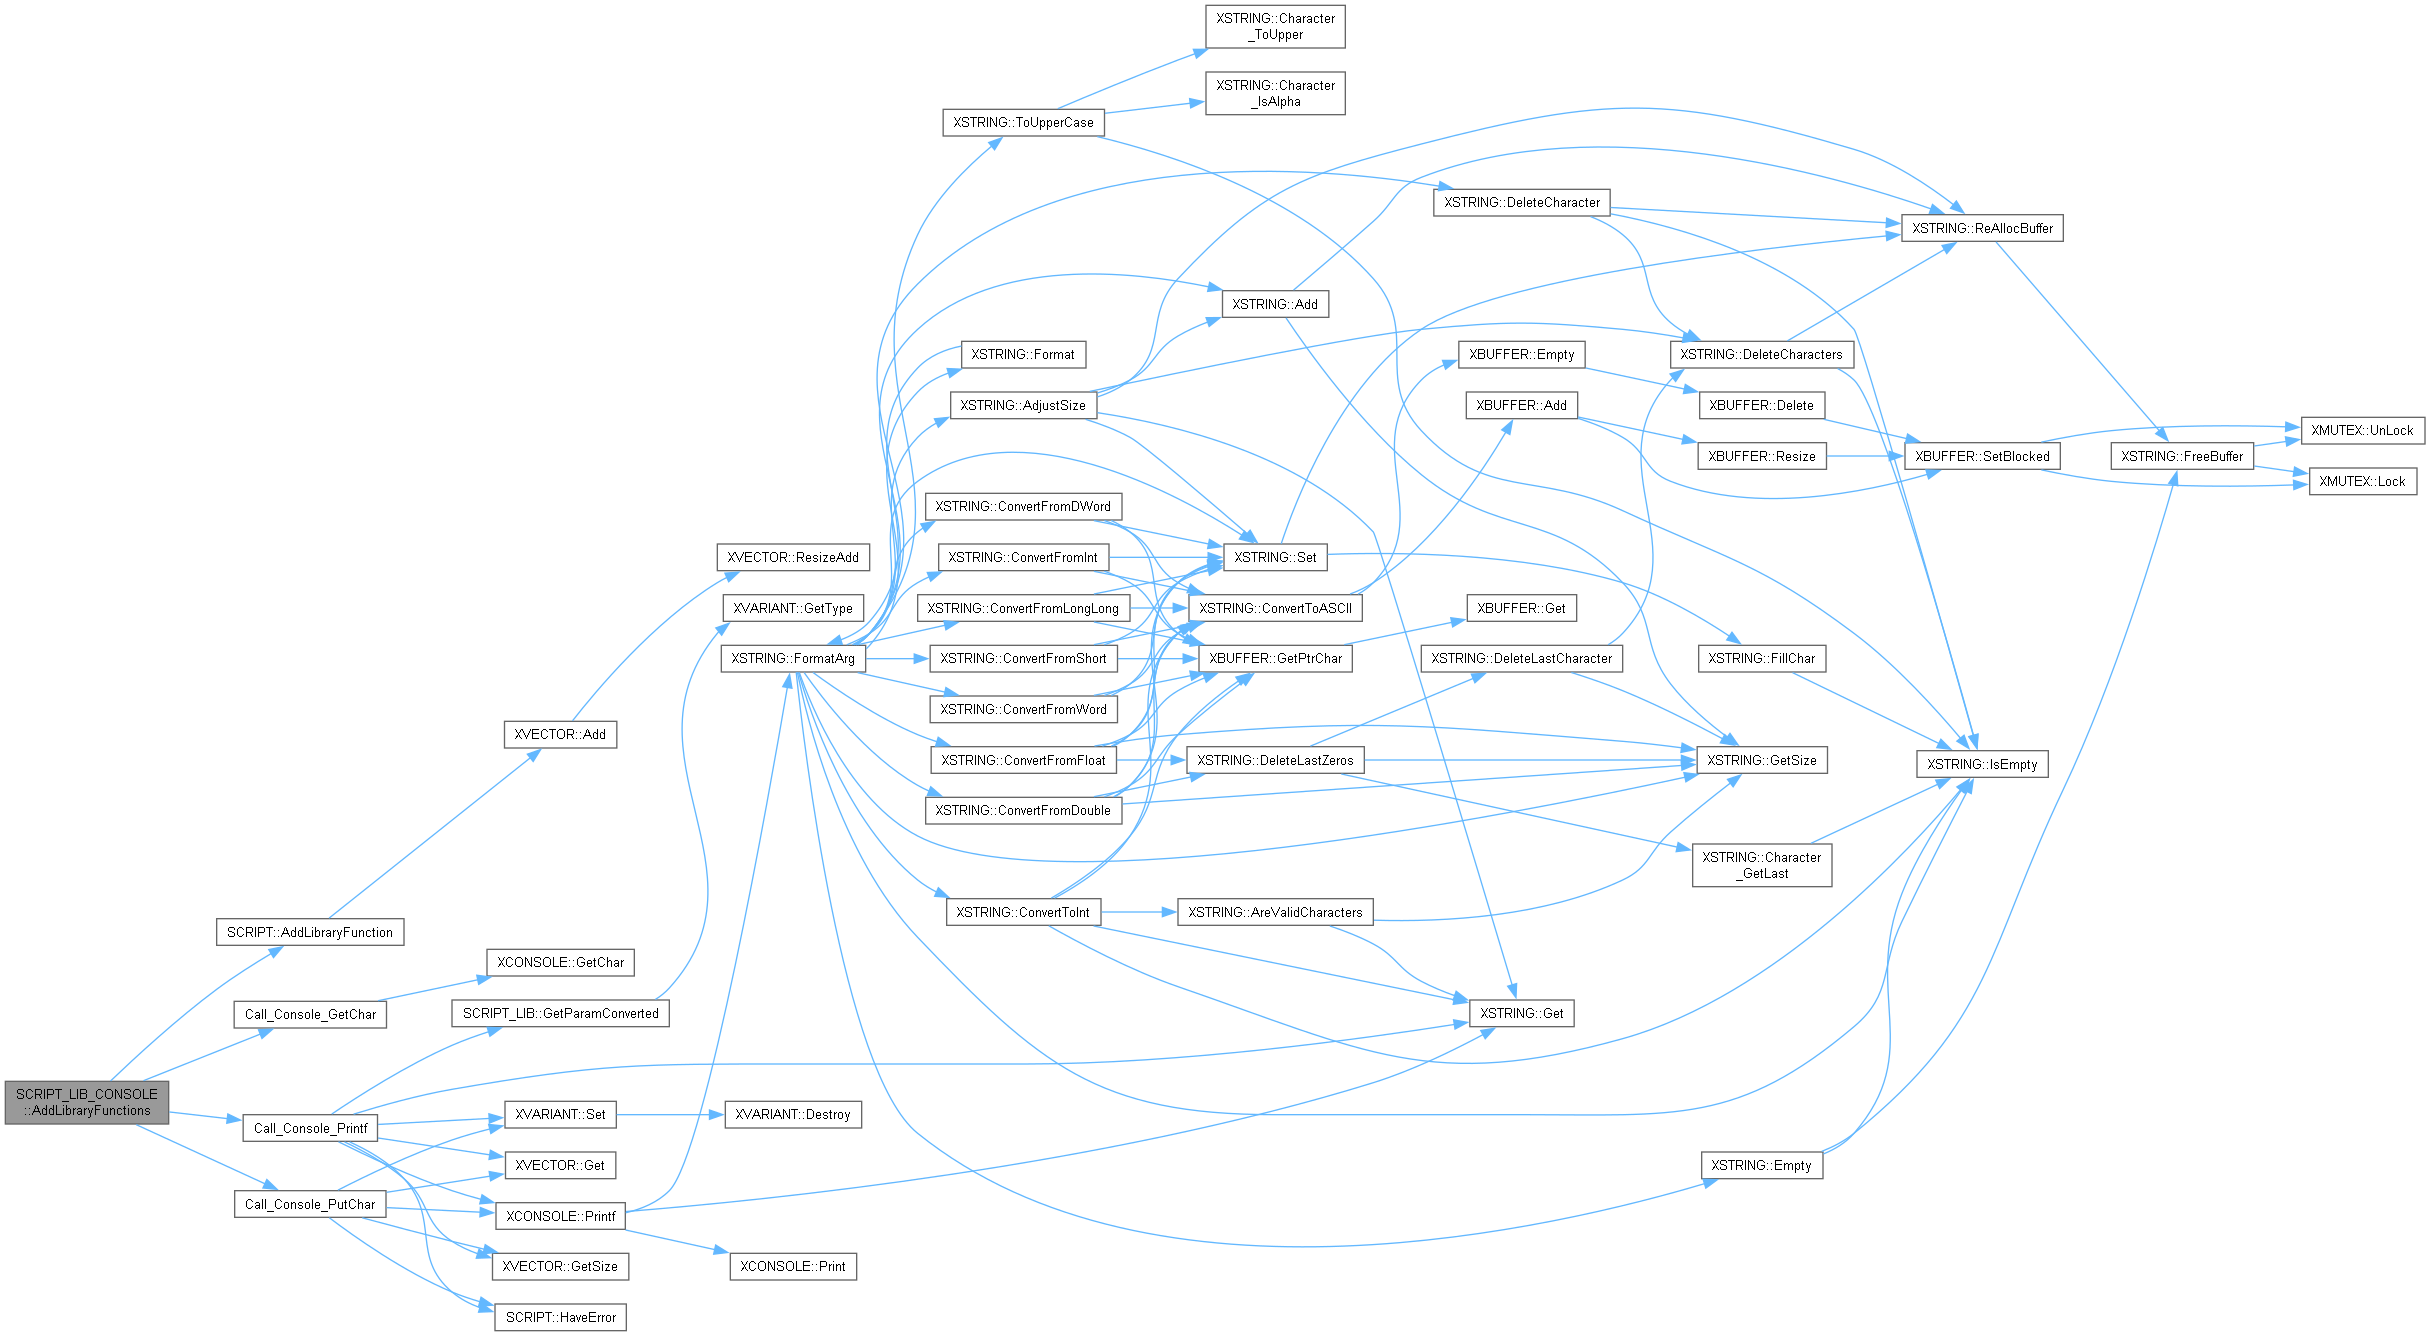 SCRIPT_LIB_CONSOLE
::AddLibraryFunctions
SCRIPT::AddLibraryFunction
Call_Console_GetChar
Call_Console_Printf
Call_Console_PutChar
XVECTOR::Add
XCONSOLE::GetChar
SCRIPT_LIB::GetParamConverted
XVARIANT::Set
XVECTOR::Get
XCONSOLE::Printf
XVECTOR::GetSize
SCRIPT::HaveError
XVECTOR::ResizeAdd
XVARIANT::GetType
XSTRING::FormatArg
XVARIANT::Destroy
XCONSOLE::Print
XSTRING::ToUpperCase
XSTRING::Format
XSTRING::AdjustSize
XSTRING::ConvertFromDWord
XSTRING::ConvertFromInt
XSTRING::ConvertFromLongLong
XSTRING::ConvertFromShort
XSTRING::ConvertFromWord
XSTRING::ConvertFromFloat
XSTRING::ConvertFromDouble
XSTRING::ConvertToInt
XSTRING::Character
_ToUpper
XSTRING::Character
_IsAlpha
XSTRING::Add
XSTRING::Set
XSTRING::ConvertToASCII
XBUFFER::GetPtrChar
XSTRING::DeleteLastZeros
XSTRING::AreValidCharacters
XSTRING::DeleteCharacter
XBUFFER::Empty
XBUFFER::Add
XBUFFER::Get
XSTRING::DeleteLastCharacter
XSTRING::Get
XSTRING::DeleteCharacters
XBUFFER::Delete
XBUFFER::Resize
XSTRING::FillChar
XSTRING::GetSize
XSTRING::Character
_GetLast
XSTRING::Empty
XSTRING::ReAllocBuffer
XBUFFER::SetBlocked
XSTRING::IsEmpty
XSTRING::FreeBuffer
XMUTEX::UnLock
XMUTEX::Lock